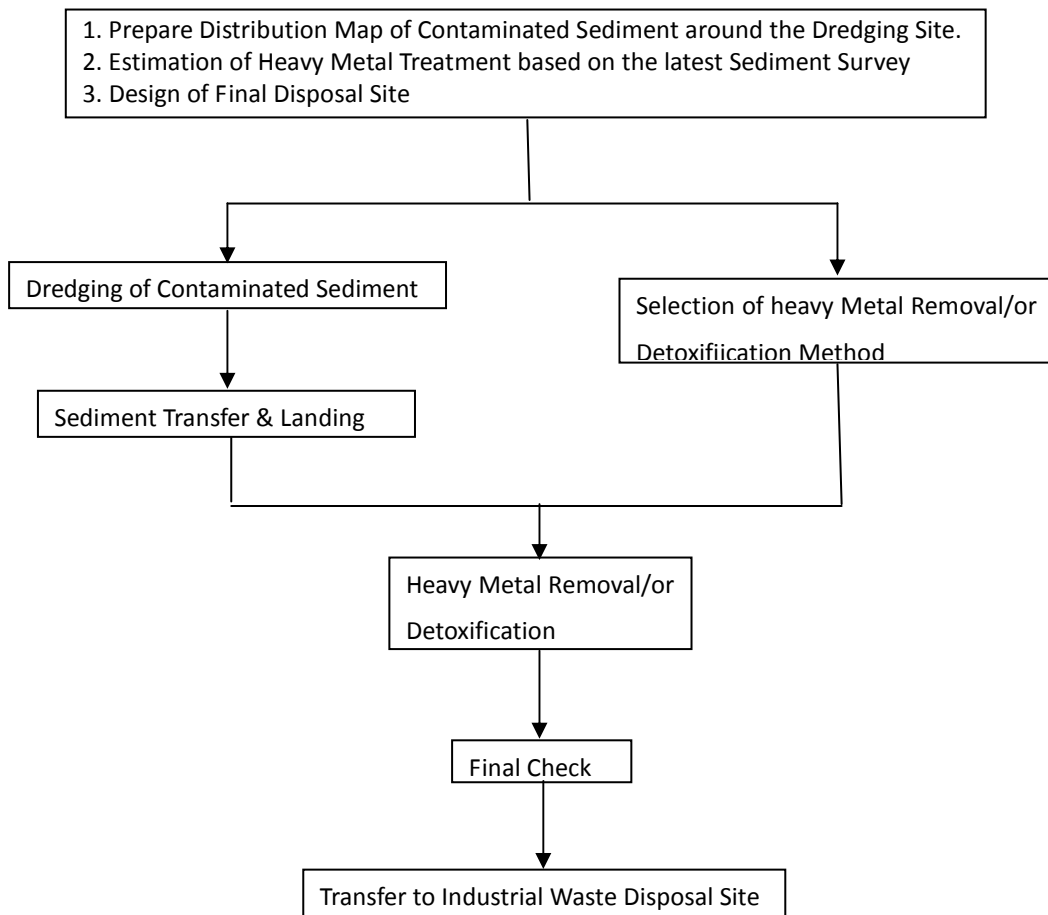 1. Prepare Distribution Map of Contaminated Sediment around the Dredging Site.
2. Estimation of Heavy Metal Treatment based on the latest Sediment Survey
3. Design of Final Disposal Site
Dredging of Contaminated Sediment
Selection of heavy Metal Removal/or
Detoxifiication Method
Sediment Transfer & Landing
Heavy Metal Removal/or
Detoxification
Final Check
Transfer to Industrial Waste Disposal Site